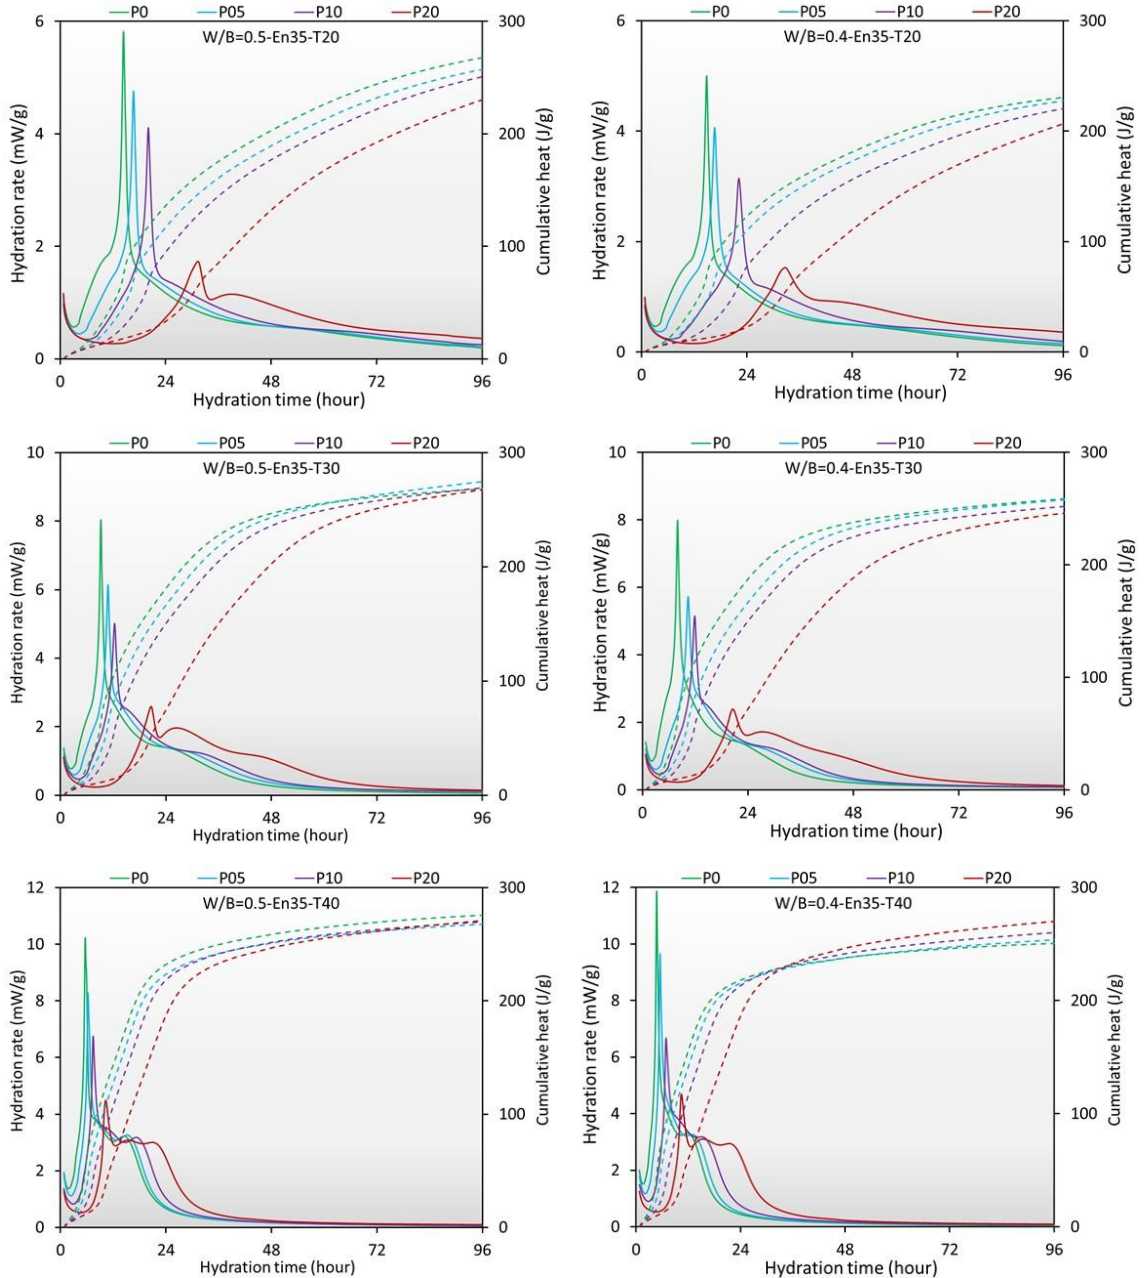 P0 P05 P10 P20
W/B=0.5-En35-T20
Hydration rate (mW/g)
6
4
2
0
300
200
100
0
Cumulative heat (J/g)
0 24 48 72 96
Hydration time (hour)
P0 P05 P10 P20
W/B=0.4-En35-T20
Hydration rate (mW/g)
6
4
2
0
300
200
100
0
Cumulative heat (J/g)
0 24 48 72 96
Hydration time (hour)
P0 P05 P10 P20
W/B=0.5-En35-T30
Hydration rate (mW/g)
10
8
6
4
2
0
300
200
100
0
Cumulative heat (J/g)
0 24 48 72 96
Hydration time (hour)
P0 P05 P10 P20
W/B=0.4-En35-T30
Hydration rate (mW/g)
10
8
6
4
2
0
300
200
100
0
Cumulative heat (J/g)
0 24 48 72 96
Hydration time (hour)
P0 P05 P10 P20
W/B=0.5-En35-T40
Hydration rate (mW/g)
12
10
8
6
4
2
0
300
200
100
0
Cumulative heat (J/g)
0 24 48 72 96
Hydration time (hour)
P0 P05 P10 P20
W/B=0.4-En35-T40
Hydration rate (mW/g)
12
10
8
6
4
2
0
300
200
100
0
Cumulative heat (J/g)
0 24 48 72 96
Hydration time (hour)